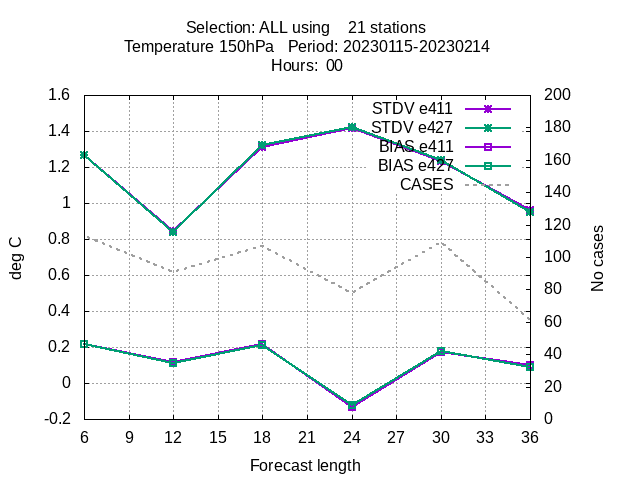 Selection: ALL using    21 stations
Temperature 150hPa   Period: 20230115-20230214
Hours:  00
1.6
1.4
1.2
1
0.8
0.6
0.4
0.2
0
-0.2
deg C
200
180
160
140
120
100
80
60
40
20
0
No cases
STDV e411
STDV e427
BIAS e411
BIAS e427
CASES
6 9 12 15 18 21 24 27 30 33 36
Forecast length